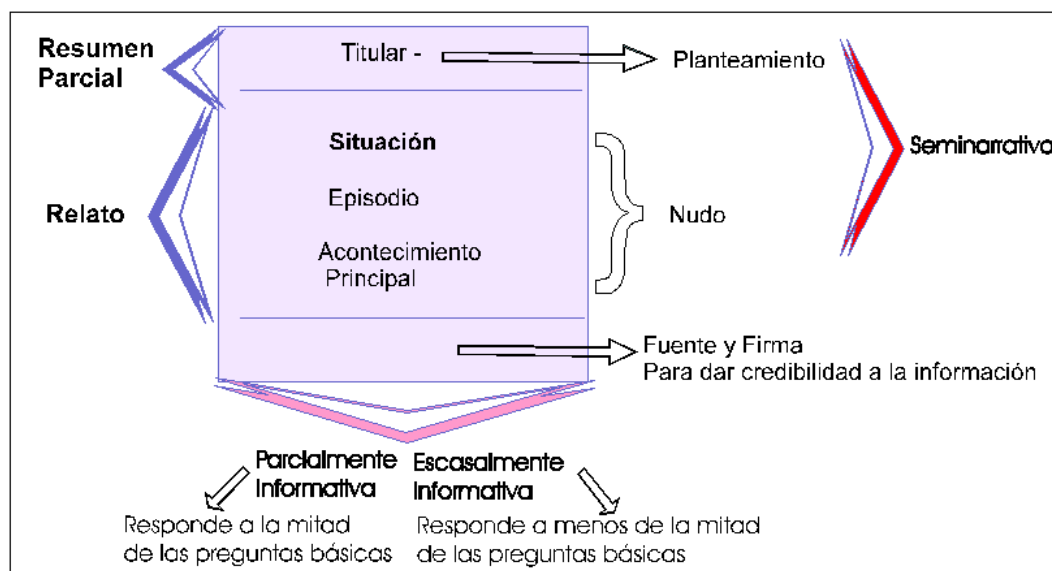 Resumen
Parcial
Titular -
Planteamiento
Seminarrativa
Situación
Relato
Episodio
Nudo
Acontecimiento
Principal
Fuente y Firma
Para dar credibilidad a la información
Parcialmente
Informativa
Escasalmente
Informativa
Responde a la mitad
de las preguntas básicas
Responde a menos de la mitad
de las preguntas básicas